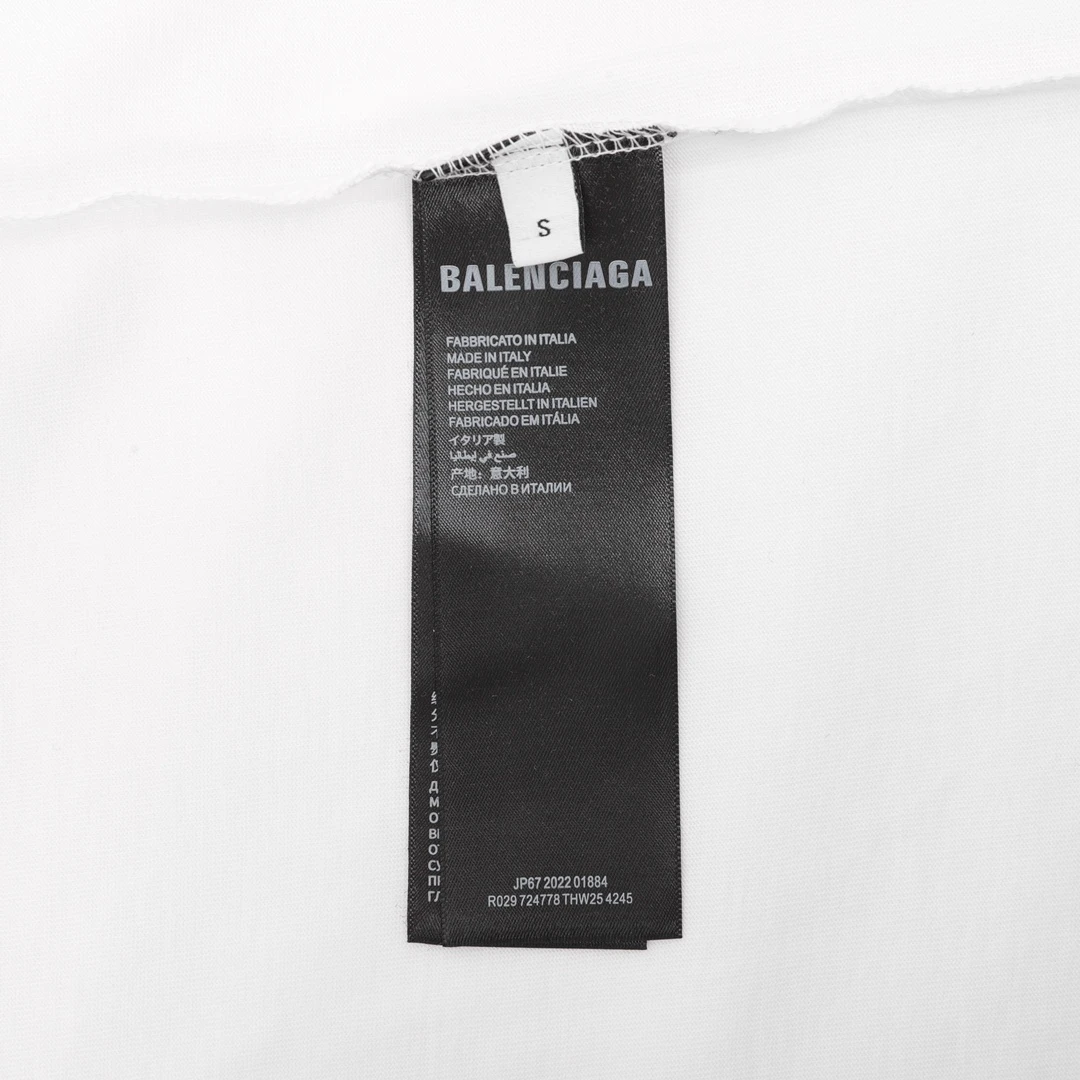 S
BALENCIAGA
FABBRICATO IN ITALIA
MADE IN ITALY
FABRIQUÉ EN ITALIE
HECHO EN ITALIA
HERGESTELLT IN ITALIEN
FABRICADO EM ITÁLIA
イタリア製
صنع في إيطاليا
产地：意大利
СДЕЛАНО В ИТАЛИИ
JP67 2022 01884
R029 724778 THW25 4245